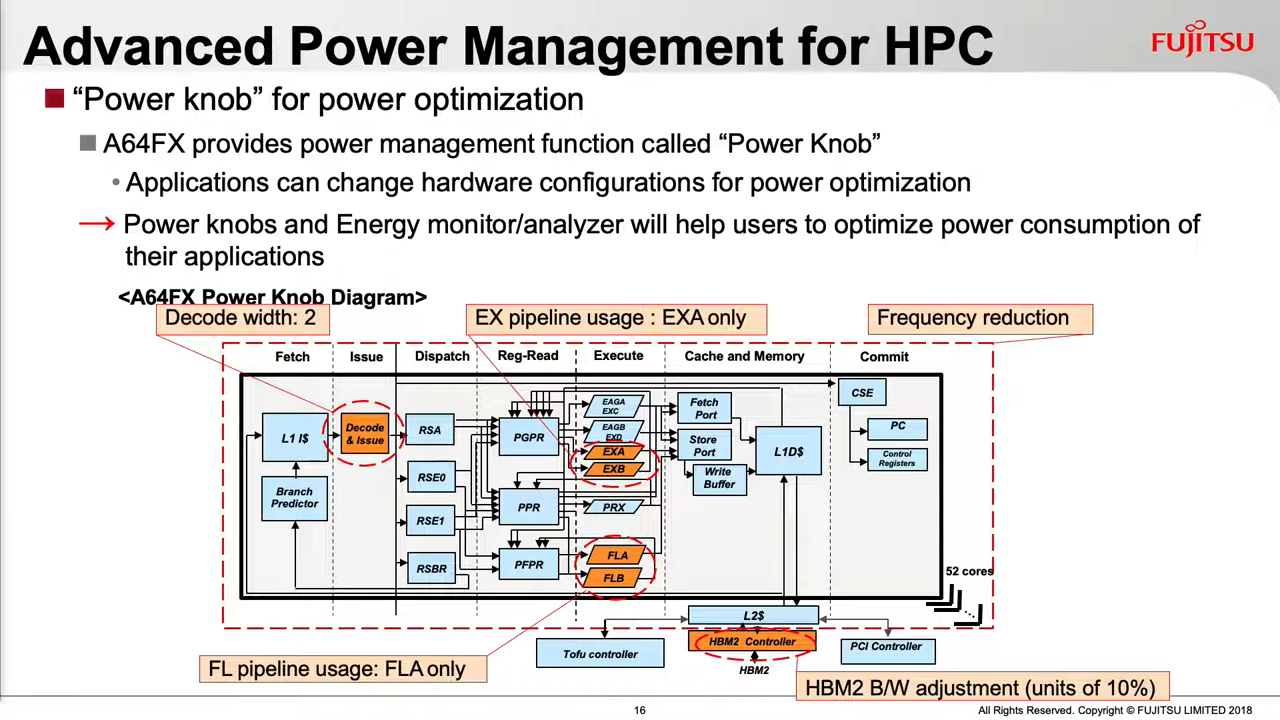 Advanced Power Management for HPC
FUJITSU
“Power knob” for power optimization
A64FX provides power management function called “Power Knob”
Applications can change hardware configurations for power optimization
→ Power knobs and Energy monitor/analyzer will help users to optimize power consumption of
their applications
<A64FX Power Knob Diagram>
Decode width: 2
EX pipeline usage : EXA only
Frequency reduction
Fetch
Issue
Dispatch
Reg-Read
Execute
Cache and Memory
Commit
L1 I$
Branch
Predictor
Decode
& Issue
RSA
RSE0
RSE1
RSBR
PGPR
PPR
PFPR
EAGA
EXC
EAGB
EXD
EXA
EXB
PRX
FLA
FLB
Fetch
Port
Store
Port
Write
Buffer
L1D$
CSE
PC
Control
Registers
52 cores
L2$
HBM2 Controller
HBM2
Tofu controller
PCI Controller
FL pipeline usage: FLA only
HBM2 B/W adjustment (units of 10%)
16
All Rights Reserved. Copyright © FUJITSU LIMITED 2018